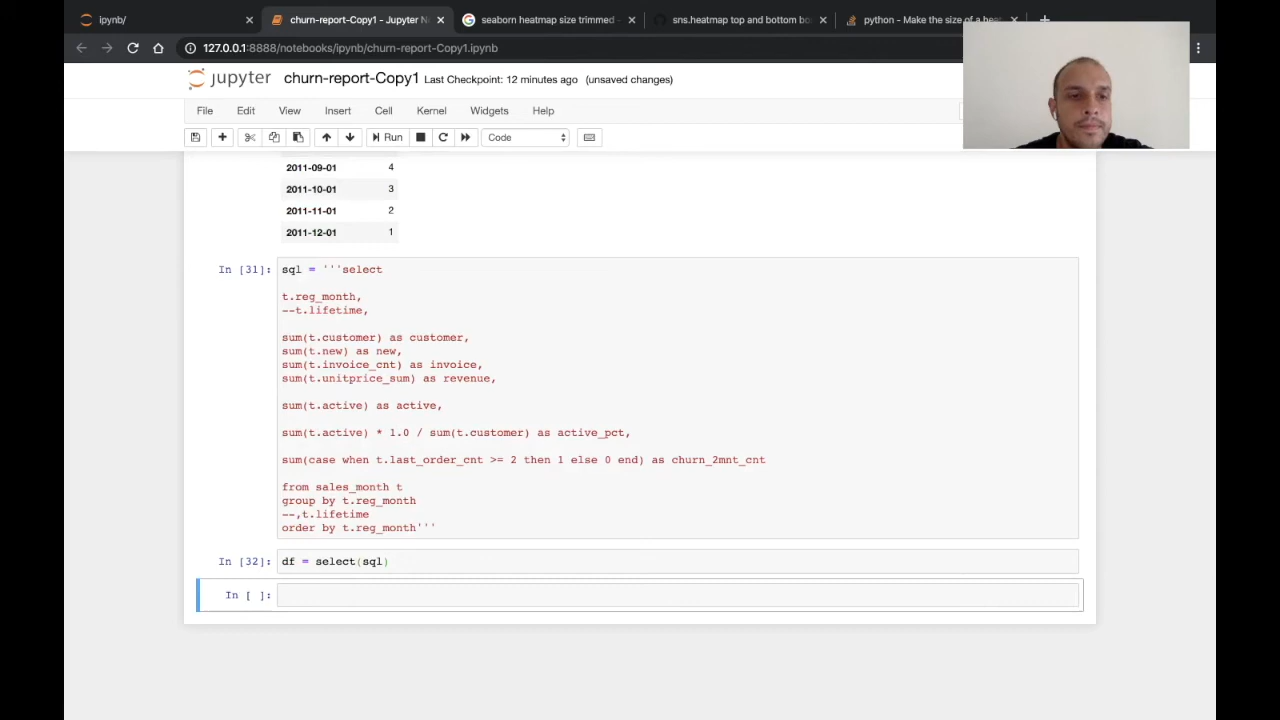 ipynb/
churn-report-Copy1 - Jupyter N
seaborn heatmap size trimmed -
sns.heatmap top and bottom bo
python - Make the size of a hea
127.0.0.1:8888/notebooks/ipynb/churn-report-Copy1.ipynb
jupyter churn-report-Copy1 Last Checkpoint: 12 minutes ago (unsaved changes)
File Edit View Insert Cell Kernel Widgets Help
Run Code
2011-09-01 4
2011-10-01 3
2011-11-01 2
2011-12-01 1
In [31]: sql = '''select
t.reg_month,
--t.lifetime,
sum(t.customer) as customer,
sum(t.new) as new,
sum(t.invoice_cnt) as invoice,
sum(t.unitprice_sum) as revenue,
sum(t.active) as active,
sum(t.active) * 1.0 / sum(t.customer) as active_pct,
sum(case when t.last_order_cnt >= 2 then 1 else 0 end) as churn_2mnt_cnt
from sales_month t
group by t.reg_month
--,t.lifetime
order by t.reg_month'''
In [32]: df = select(sql)
In [ ]: